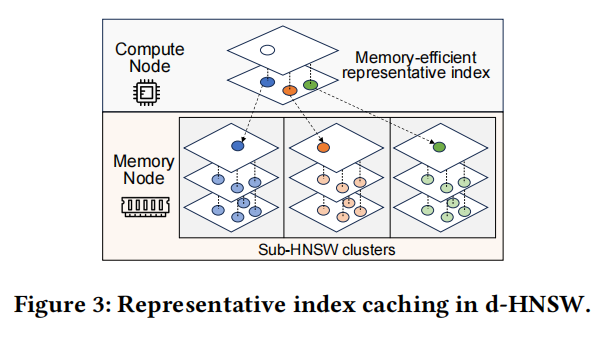 Compute
Node
Memory-efficient
representative index
Memory
Node
Sub-HNSW clusters
Figure 3: Representative index caching in d-HNSW.